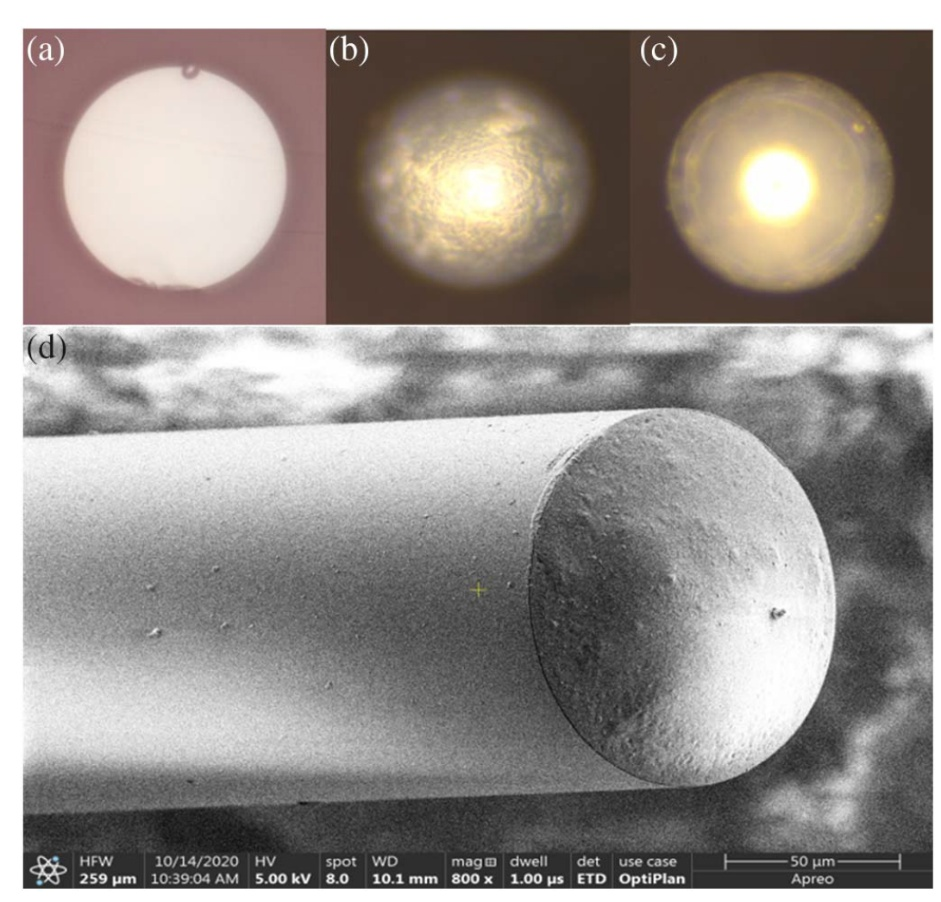 (a)
(b)
(c)
(d)
HFW 10/14/2020 HV spot WD mag dwell det use case 50 µm
259 µm 10:39:04 AM 5.00 kV 8.0 10.1 mm 800 x 1.00 µs ETD OptiPlan Apreo